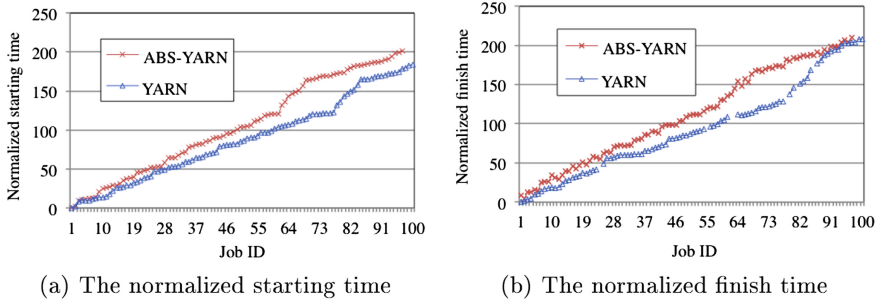 250
200
150
100
50
0
Normalized starting time
ABS-YARN
YARN
1 10 19 28 37 46 55 64 73 82 91 100
Job ID
(a) The normalized starting time
250
200
150
100
50
0
Normalized finish time
ABS-YARN
YARN
1 10 19 28 37 46 55 64 73 82 91 100
Job ID
(b) The normalized finish time